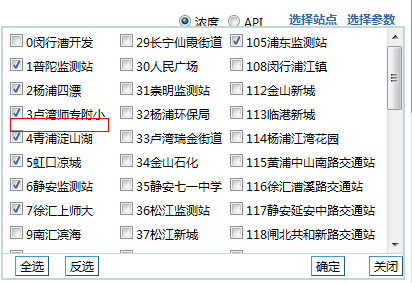 浓度 API 选择站点 选择参数
0闵行漕开发 29长宁仙霞街道 105浦东监测站
1普陀监测站 30人民广场 108闵行浦江镇
2杨浦四漂 31崇明监测站 112金山新城
3卢湾师专附小 32杨浦环保局 113临港新城
4青浦淀山湖 33卢湾瑞金街道 114杨浦江湾花园
5虹口凉城 34金山石化 115黄浦中山南路交通站
6静安监测站 35静安七一中学 116徐汇漕溪路交通站
7徐汇上师大 36松江监测站 117静安延安中路交通站
9南汇滨海 37松江新城 118闸北共和新路交通站
全选 反选 确定 关闭